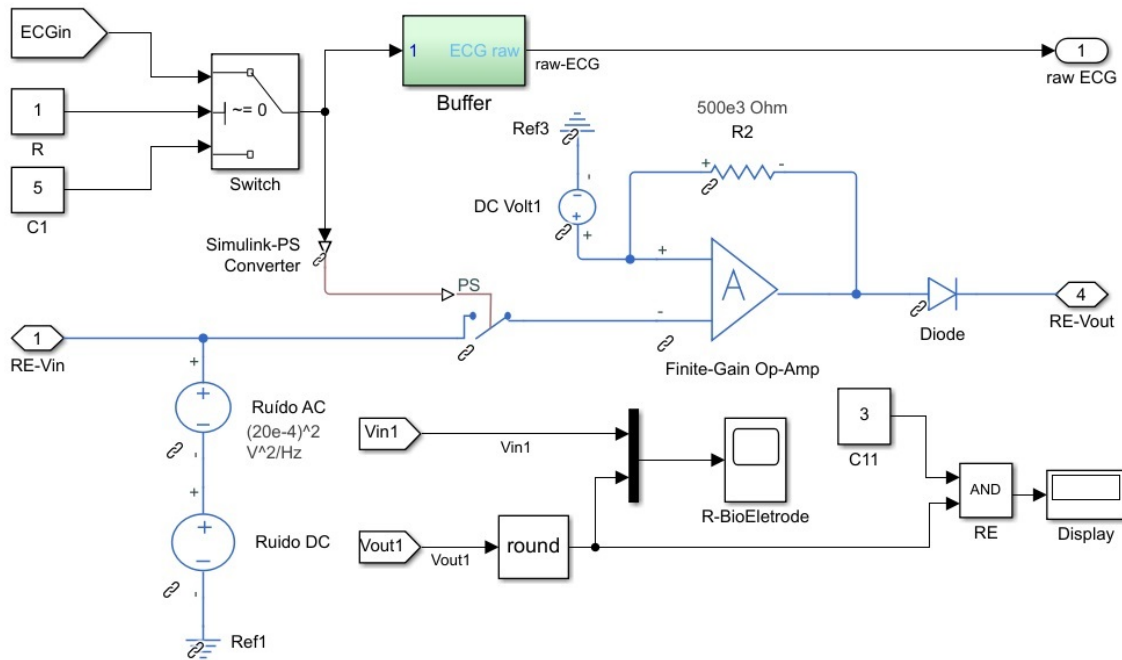 ECGin
1
R
5
C1
~= 0
Switch
1
ECG raw
Buffer
raw-ECG
1
raw ECG
Simulink-PS
Converter
PS
Ref3
-
-
+
DC Volt1
+
500e3 Ohm
R2
+
-
+
-
A
Finite-Gain Op-Amp
Diode
4
RE-Vout
1
RE-Vin
+
+
-
Ruído AC
(20e-4)^2
V^2/Hz
-
+
+
-
Ruido DC
-
Ref1
Vin1
Vin1
Vout1
Vout1
round
R-BioEletrode
3
C11
AND
RE
Display